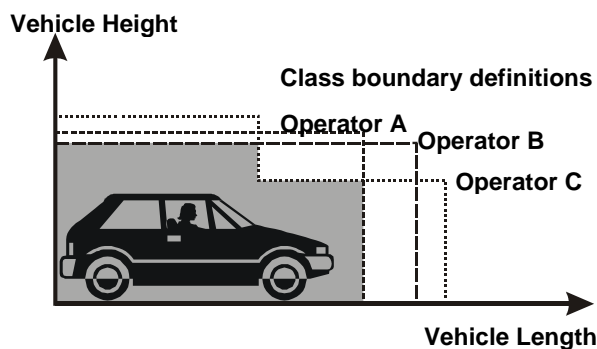 Vehicle Height
Class boundary definitions
Operator A
Operator B
Operator C
Vehicle Length